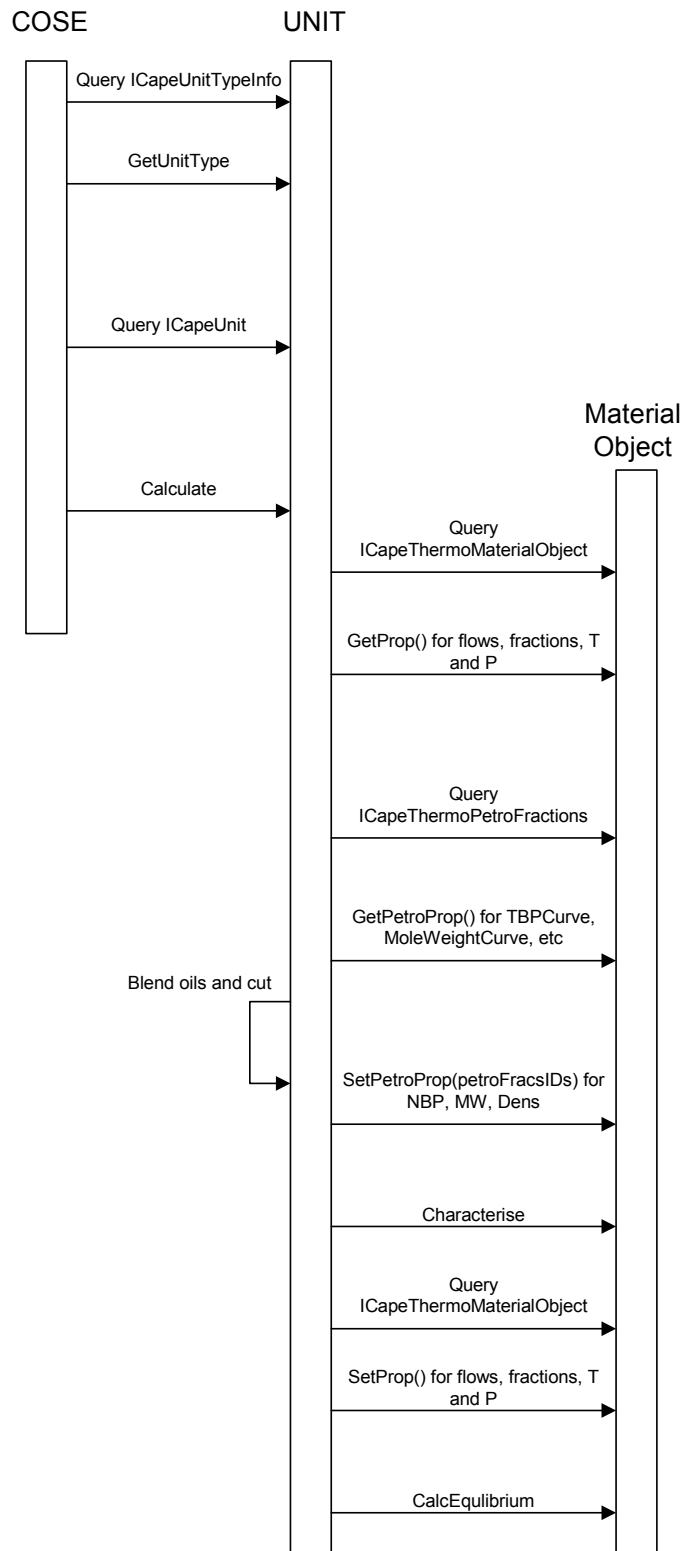 COSE
UNIT
Query ICapeUnitTypeInfo
GetUnitType
Query ICapeUnit
Material
Object
Calculate
Query
ICapeThermoMaterialObject
GetProp() for flows, fractions, T
and P
Query
ICapeThermoPetroFractions
GetPetroProp() for TBPCurve,
MoleWeightCurve, etc
Blend oils and cut
SetPetroProp(petroFracsIDs) for
NBP, MW, Dens
Characterise
Query
ICapeThermoMaterialObject
SetProp() for flows, fractions, T
and P
CalcEqulibrium